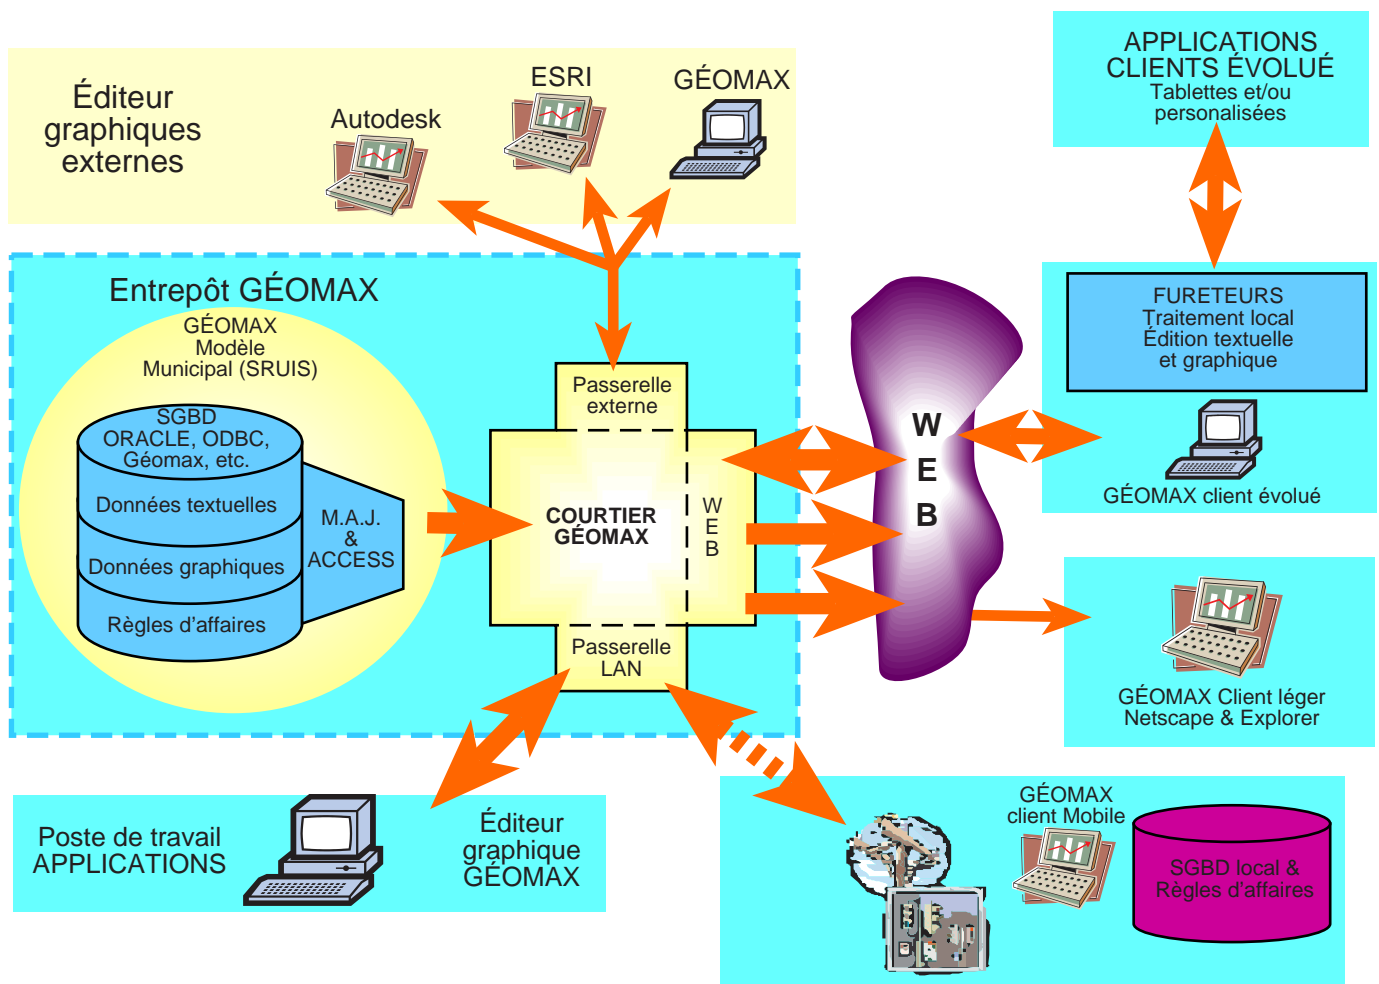 Éditeur
graphiques
externes
Autodesk
ESRI
GÉOMAX
APPLICATIONS
CLIENTS ÉVOLUÉ
Tablettes et/ou
personalisées
Entrepôt GÉOMAX
GÉOMAX
Modèle
Municipal (SRUIS)
SGBD
ORACLE, ODBC,
Géomax, etc.
Données textuelles
Données graphiques
Règles d'affaires
M.A.J.
&
ACCESS
Passerelle
externe
COURTIER
GÉOMAX
W
E
B
Passerelle
LAN
W
E
B
FURETEURS
Traitement local
Édition textuelle
et graphique
GÉOMAX client évolué
GÉOMAX Client léger
Netscape & Explorer
Poste de travail
APPLICATIONS
Éditeur
graphique
GÉOMAX
GÉOMAX
client Mobile
SGBD local &
Règles d'affaires